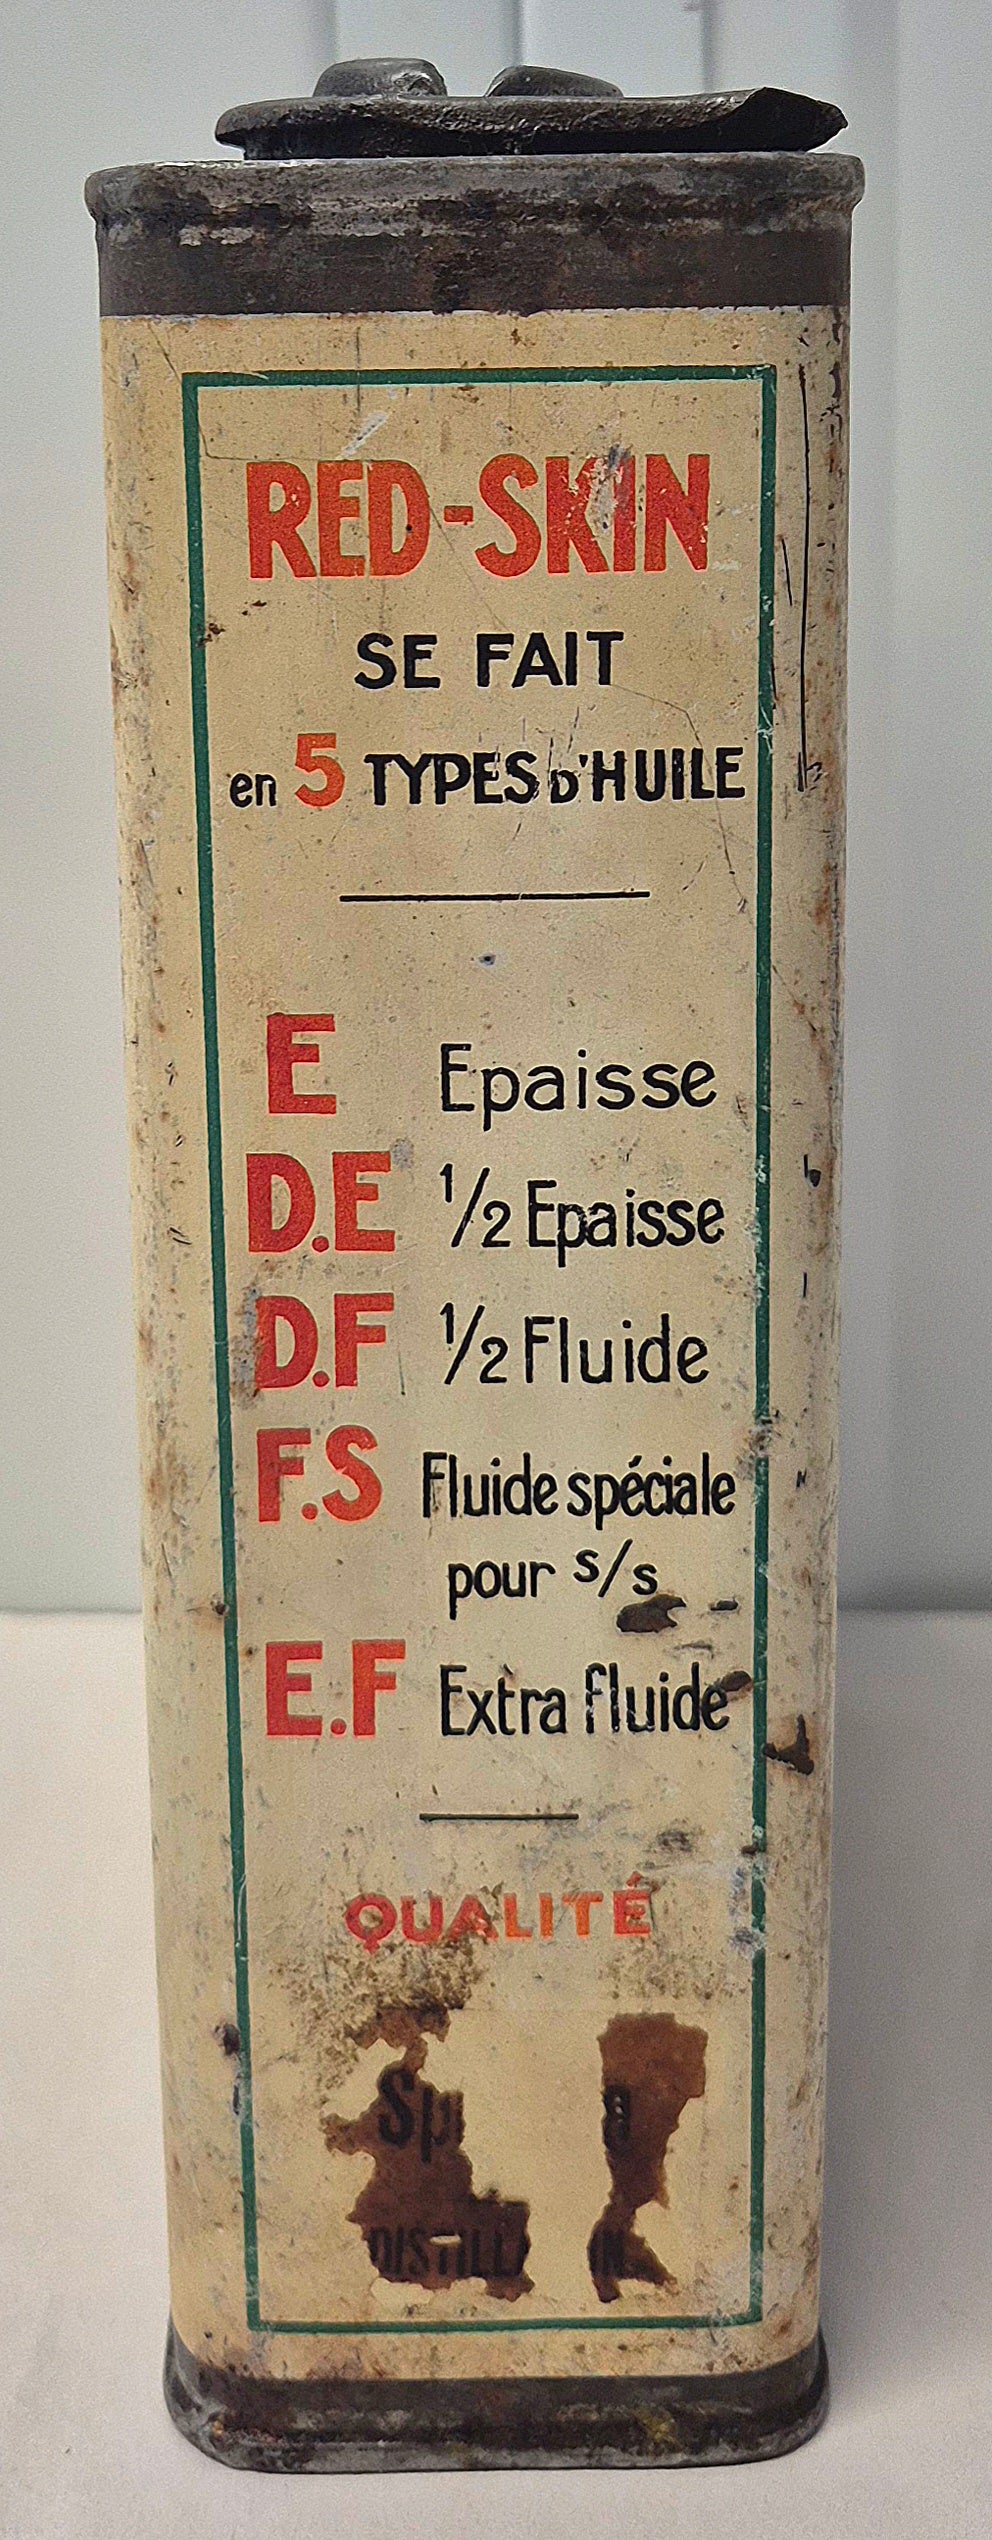 RED-SKIN
SE FAIT
en 5 TYPES D'HUILE
E Epaisse
D.E 1/2 Epaisse
D.F 1/2 Fluide
F.S Fluide spéciale
pour s/s
E.F Extra fluide
QUALITÉ